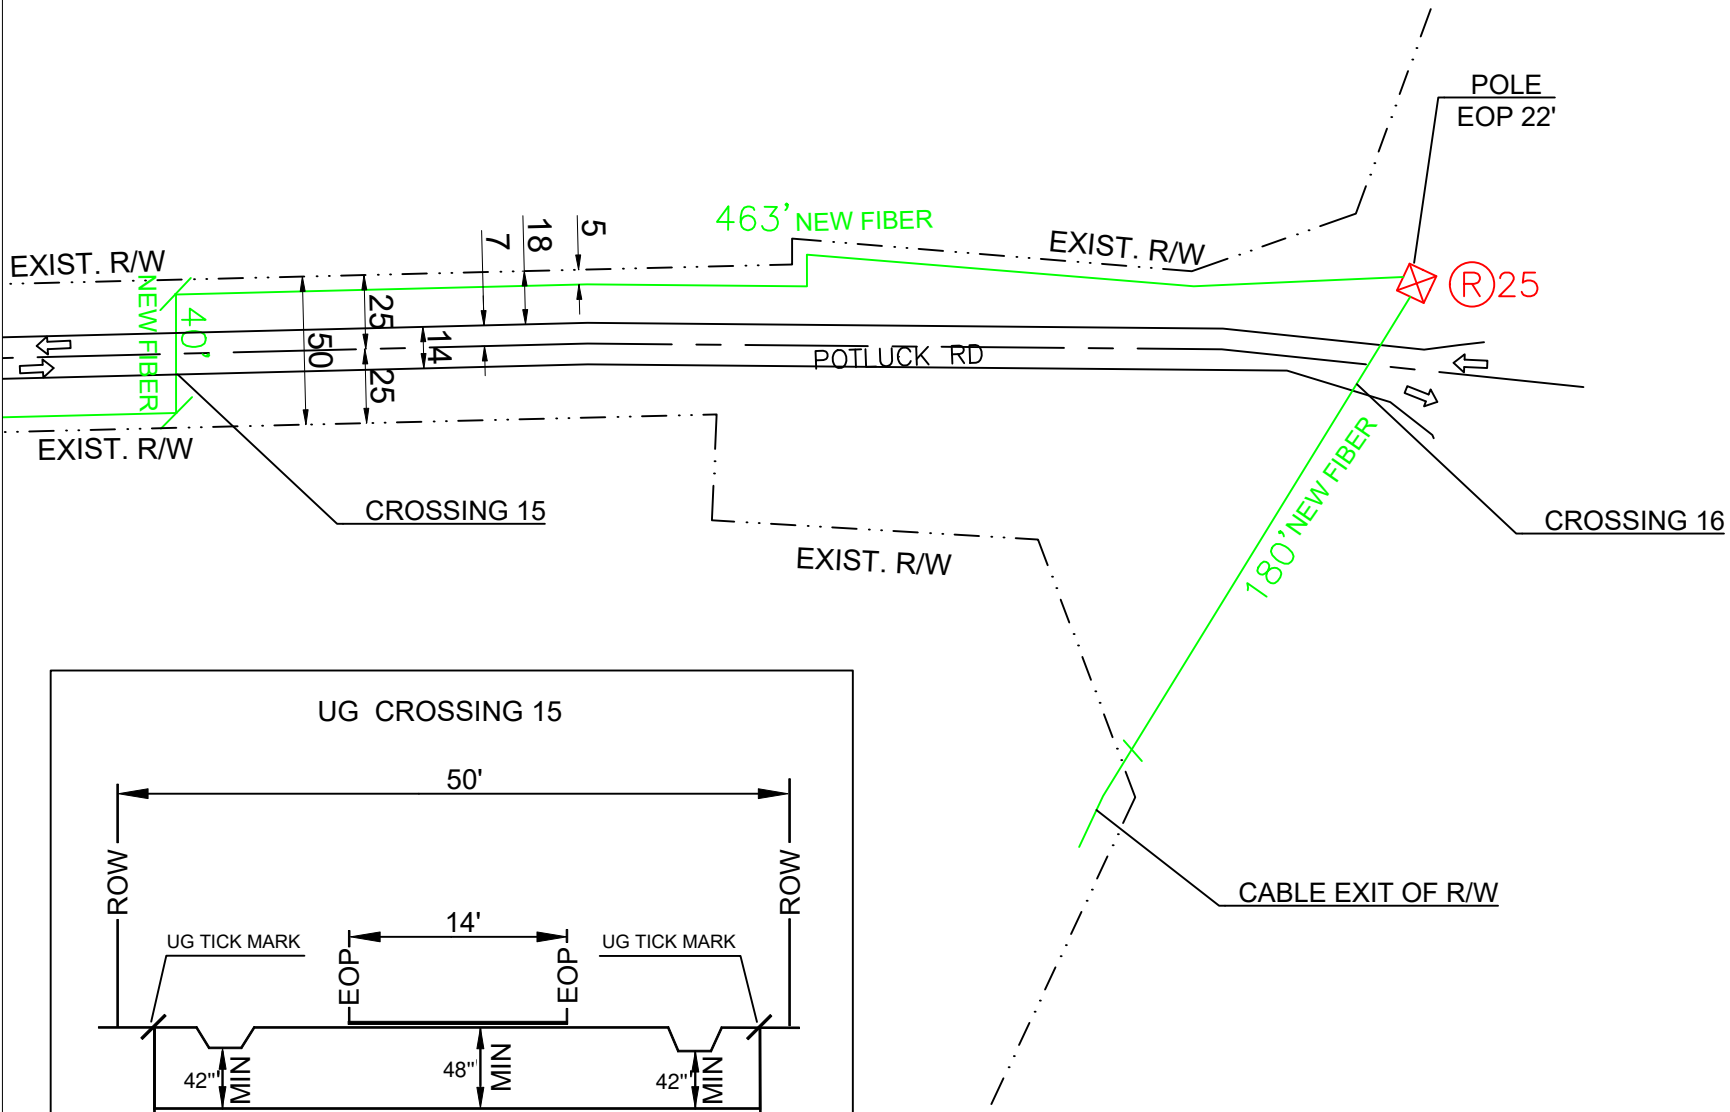 POLE
EOP 22'
463' NEW FIBER
5
18
7
EXIST. R/W
EXIST. R/W
R 25
NEW FIBER
40'
25
50
14
25
POTLUCK RD
EXIST. R/W
180' NEW FIBER
CROSSING 15
CROSSING 16
EXIST. R/W
UG CROSSING 15
50'
ROW
ROW
14'
UG TICK MARK
UG TICK MARK
EOP
EOP
42" MIN
48" MIN
42" MIN
CABLE EXIT OF R/W